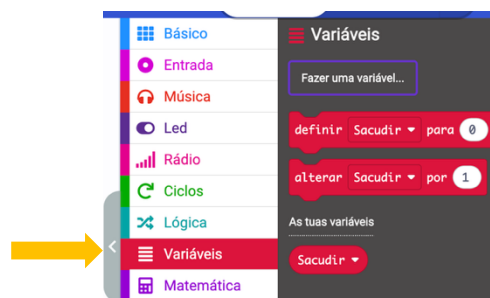 Básico
Entrada
Música
Led
Rádio
Ciclos
Lógica
Variáveis
Matemática
Variáveis
Fazer uma variável...
definir Sacudir para 0
alterar Sacudir por 1
As tuas variáveis
Sacudir